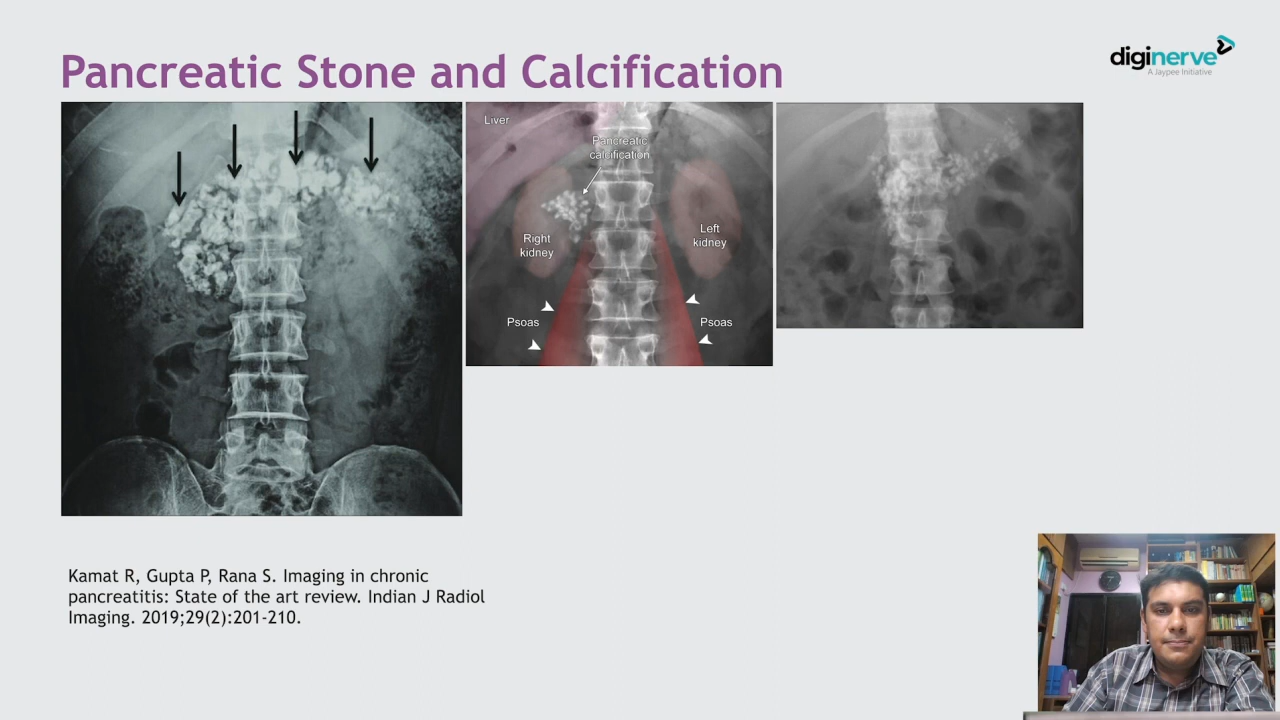 Pancreatic Stone and Calcification
diginerve
A Jaypee Initiative
Liver
Pancreatic
calcification
Right
kidney
Left
kidney
Psoas
Psoas
Kamat R, Gupta P, Rana S. Imaging in chronic
pancreatitis: State of the art review. Indian J Radiol
Imaging. 2019;29(2):201-210.